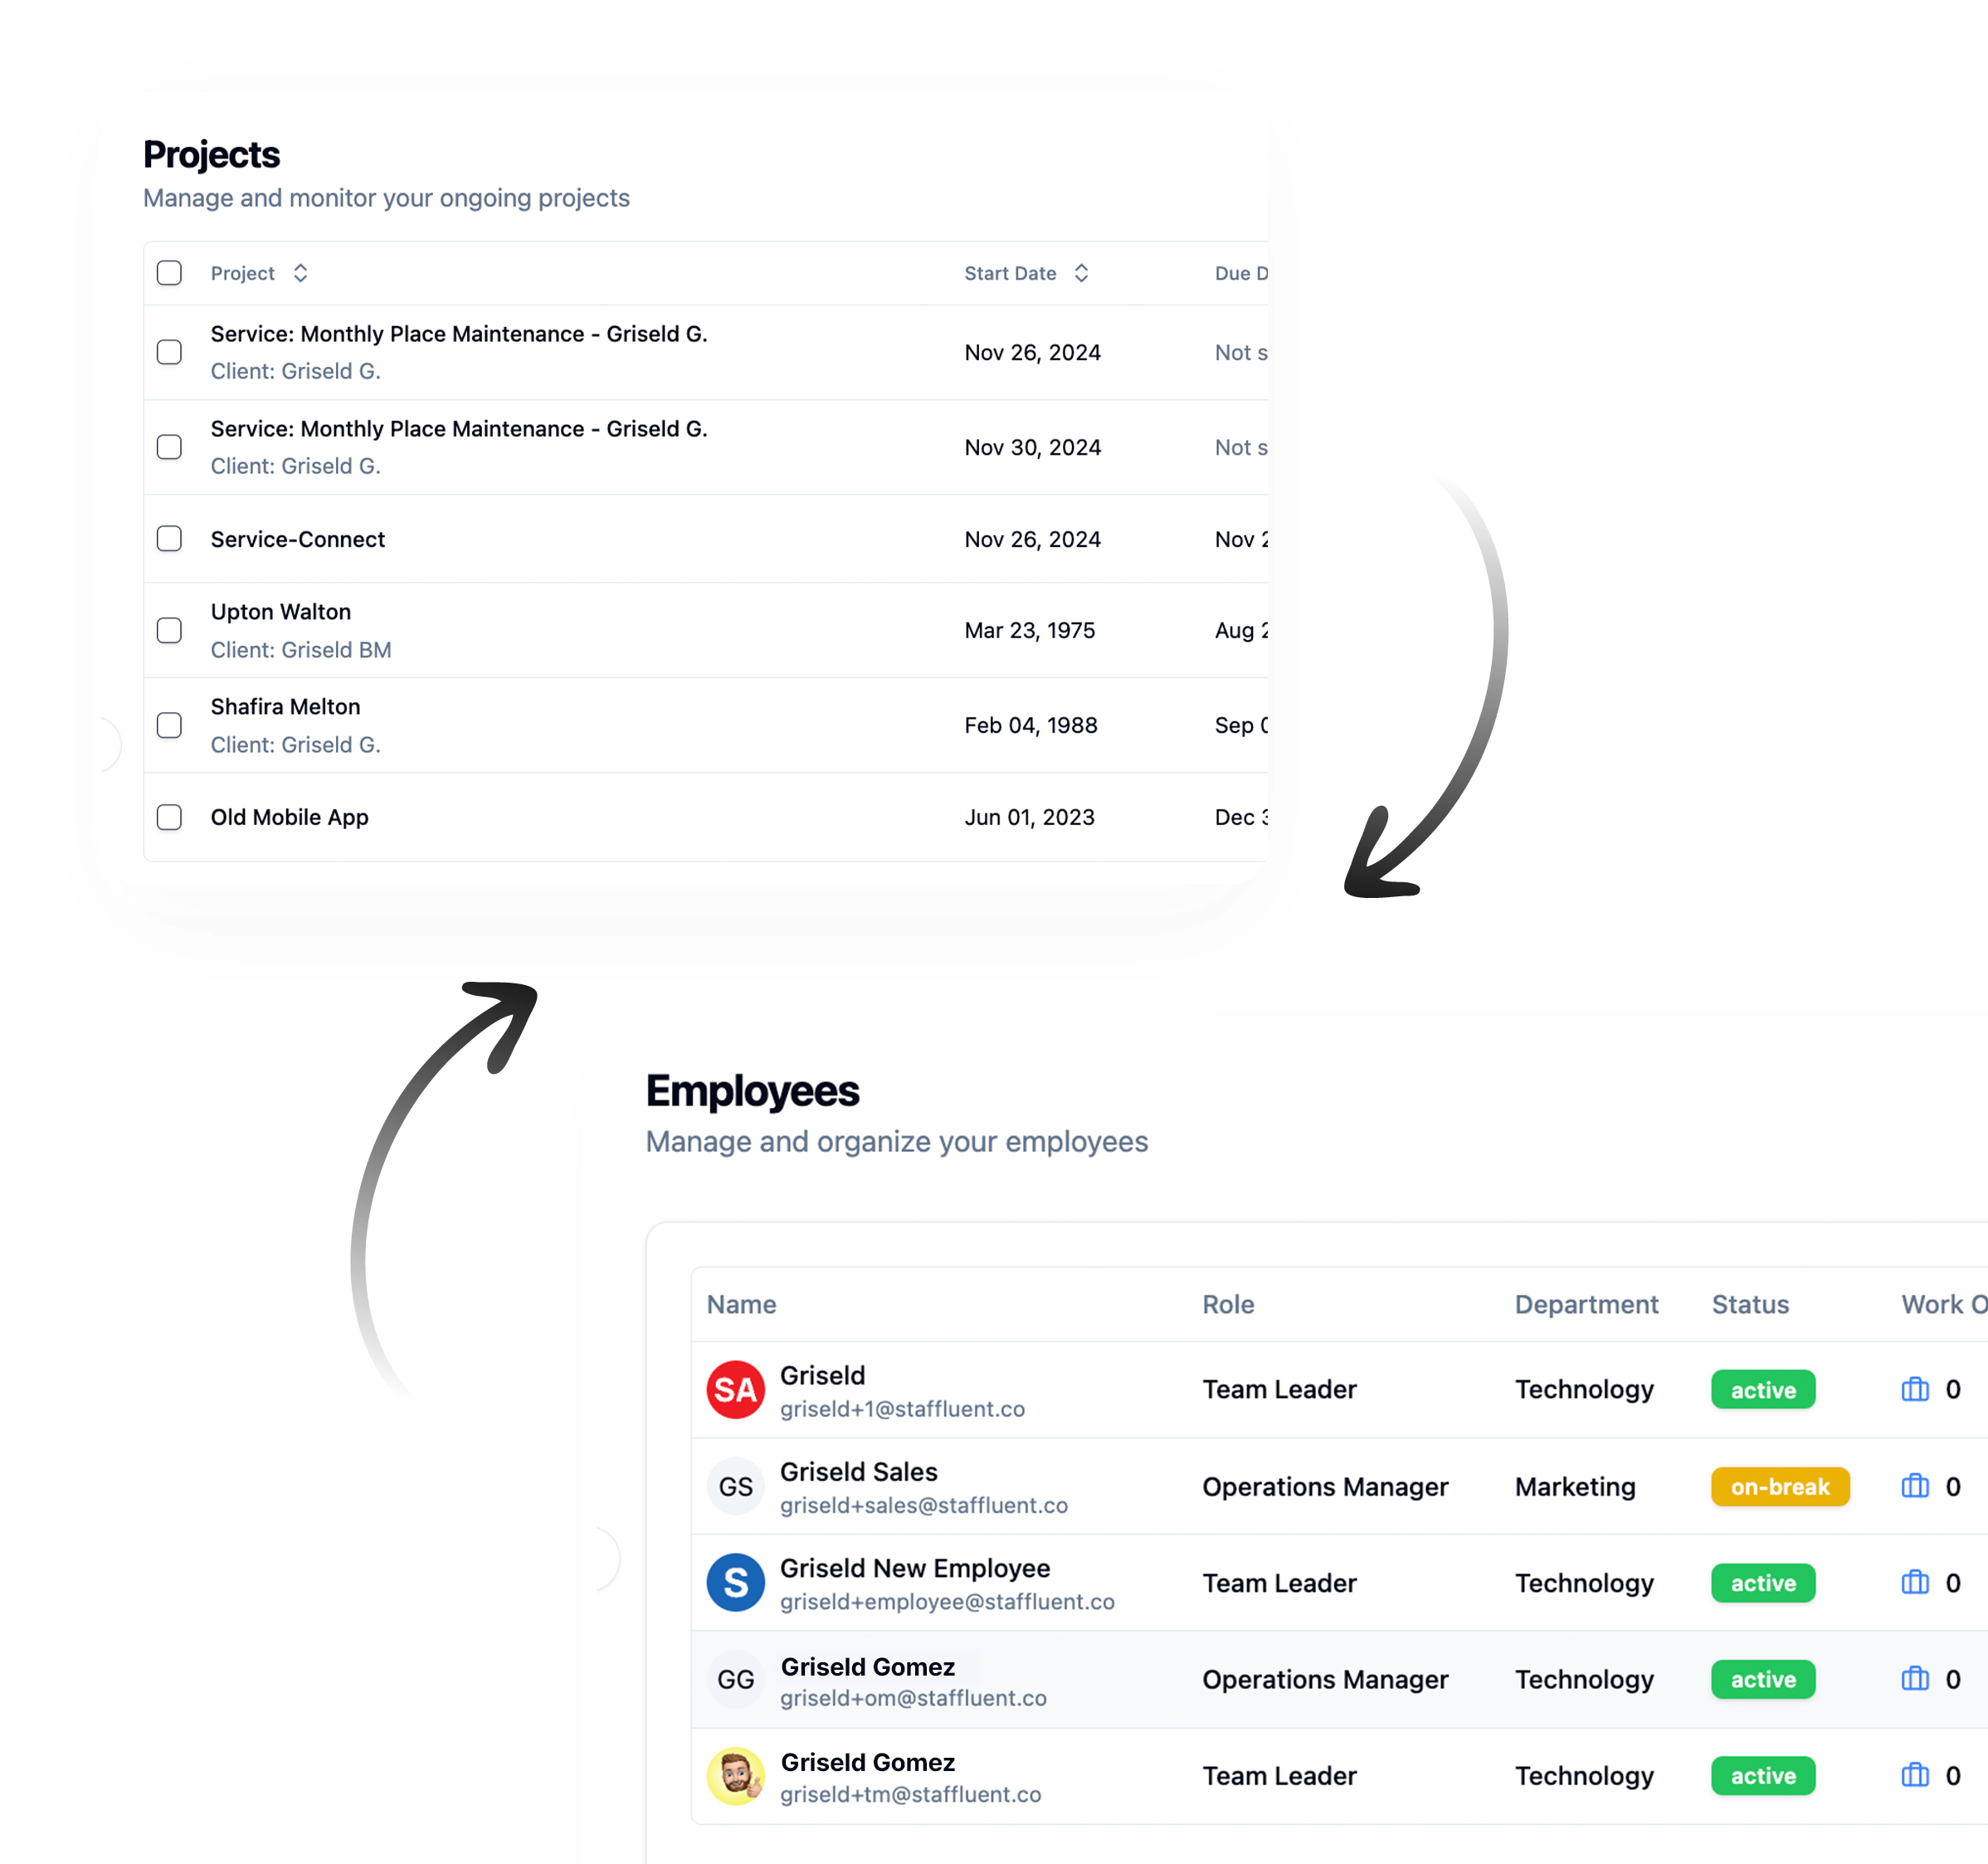 Projects
Manage and monitor your ongoing projects
Project Start Date Due D
Service: Monthly Place Maintenance - Griseld G.
Client: Griseld G.
Nov 26, 2024 Not s
Service: Monthly Place Maintenance - Griseld G.
Client: Griseld G.
Nov 30, 2024 Not s
Service-Connect Nov 26, 2024 Nov 2
Upton Walton
Client: Griseld BM
Mar 23, 1975 Aug 2
Shafira Melton
Client: Griseld G.
Feb 04, 1988 Sep 0
Old Mobile App Jun 01, 2023 Dec 3
Employees
Manage and organize your employees
Name Role Department Status Work O
SA Griseld
griseld+1@staffluent.co
Team Leader Technology active 0
GS Griseld Sales
griseld+sales@staffluent.co
Operations Manager Marketing on-break 0
S Griseld New Employee
griseld+employee@staffluent.co
Team Leader Technology active 0
GG Griseld Gomez
griseld+om@staffluent.co
Operations Manager Technology active 0
Griseld Gomez
griseld+tm@staffluent.co
Team Leader Technology active 0